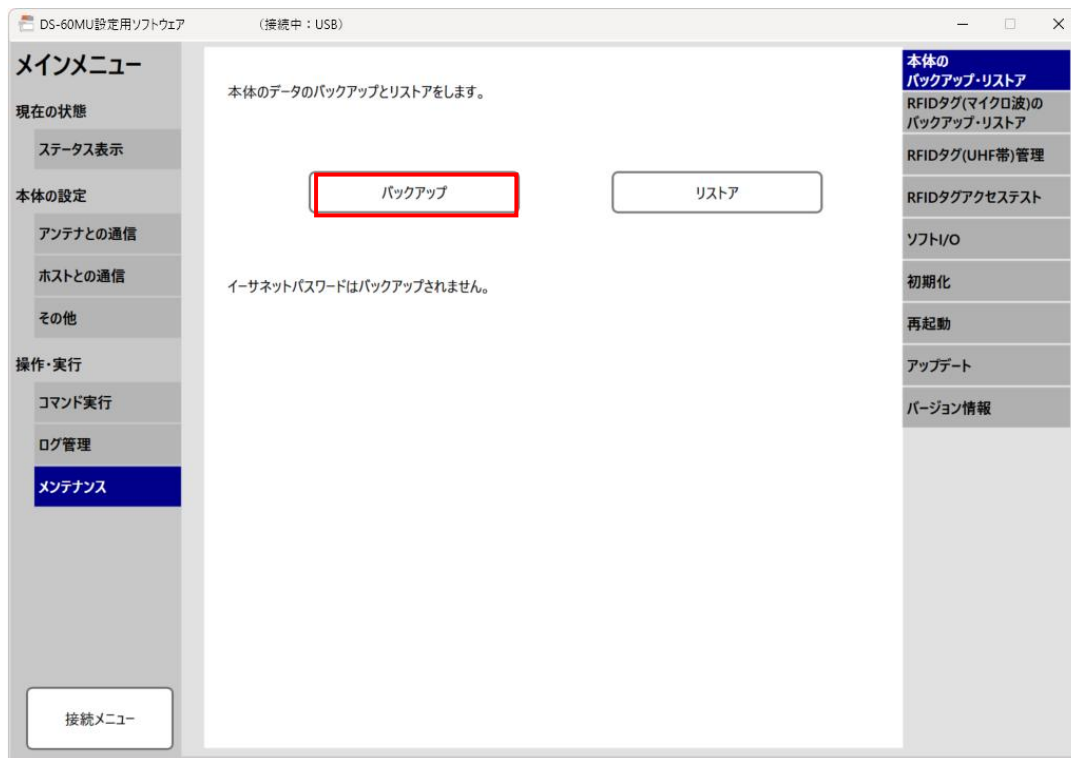 DS-60MU設定用ソフトウェア (接続中：USB)
メインメニュー
現在の状態
ステータス表示
本体の設定
アンテナとの通信
ホストとの通信
その他
操作・実行
コマンド実行
ログ管理
メンテナンス
接続メニュー
本体のデータのバックアップとリストアをします。
バックアップ
リストア
イーサネットパスワードはバックアップされません。
本体の
バックアップ・リストア
RFIDタグ(マイクロ波)の
バックアップ・リストア
RFIDタグ(UHF帯)管理
RFIDタグアクセステスト
ソフトI/O
初期化
再起動
アップデート
バージョン情報